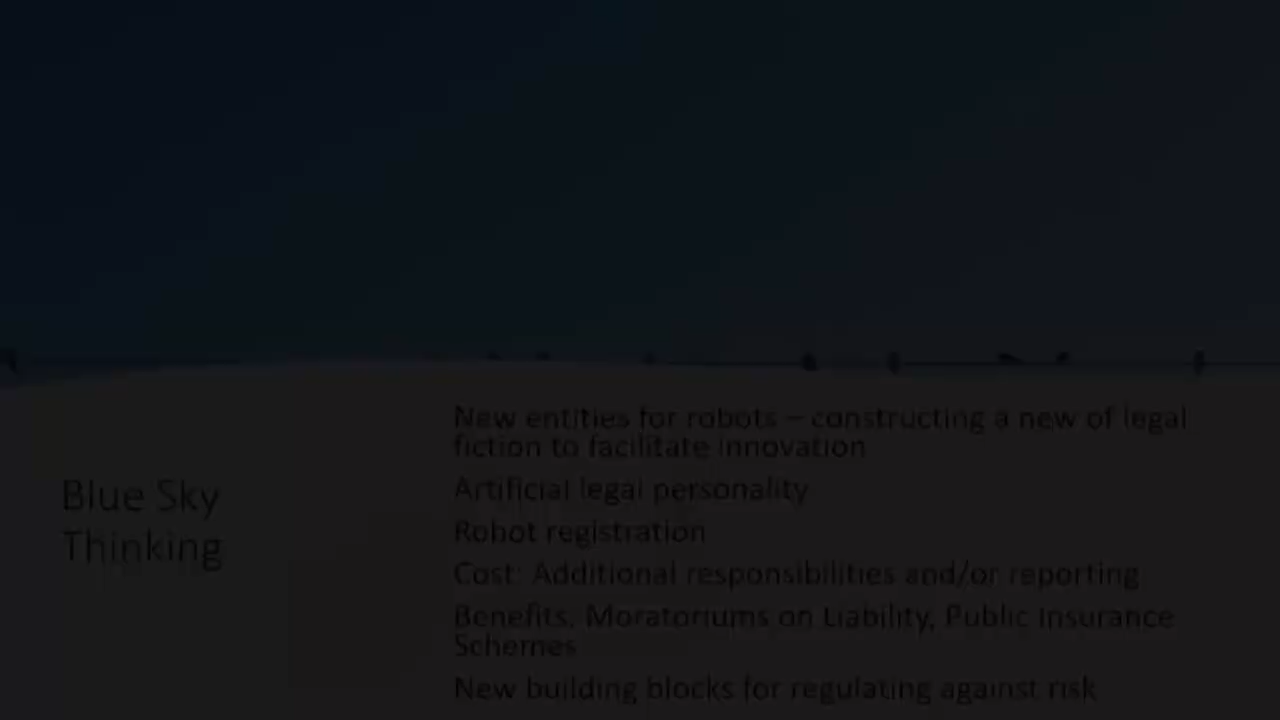 Blue Sky
Thinking
New entities for robots – constructing a new of legal
fiction to facilitate innovation
Artificial legal personality
Robot registration
Cost: Additional responsibilities and/or reporting
Benefits: Moratoriums on Liability, Public Insurance
Schemes
New building blocks for regulating against risk